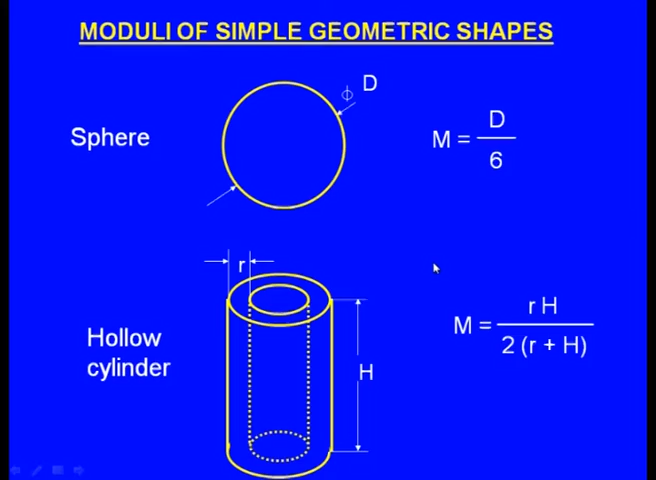 MODULI OF SIMPLE GEOMETRIC SHAPES
ϕ D
Sphere
M = D / 6
r
Hollow
cylinder
H
M = r H / 2 (r + H)